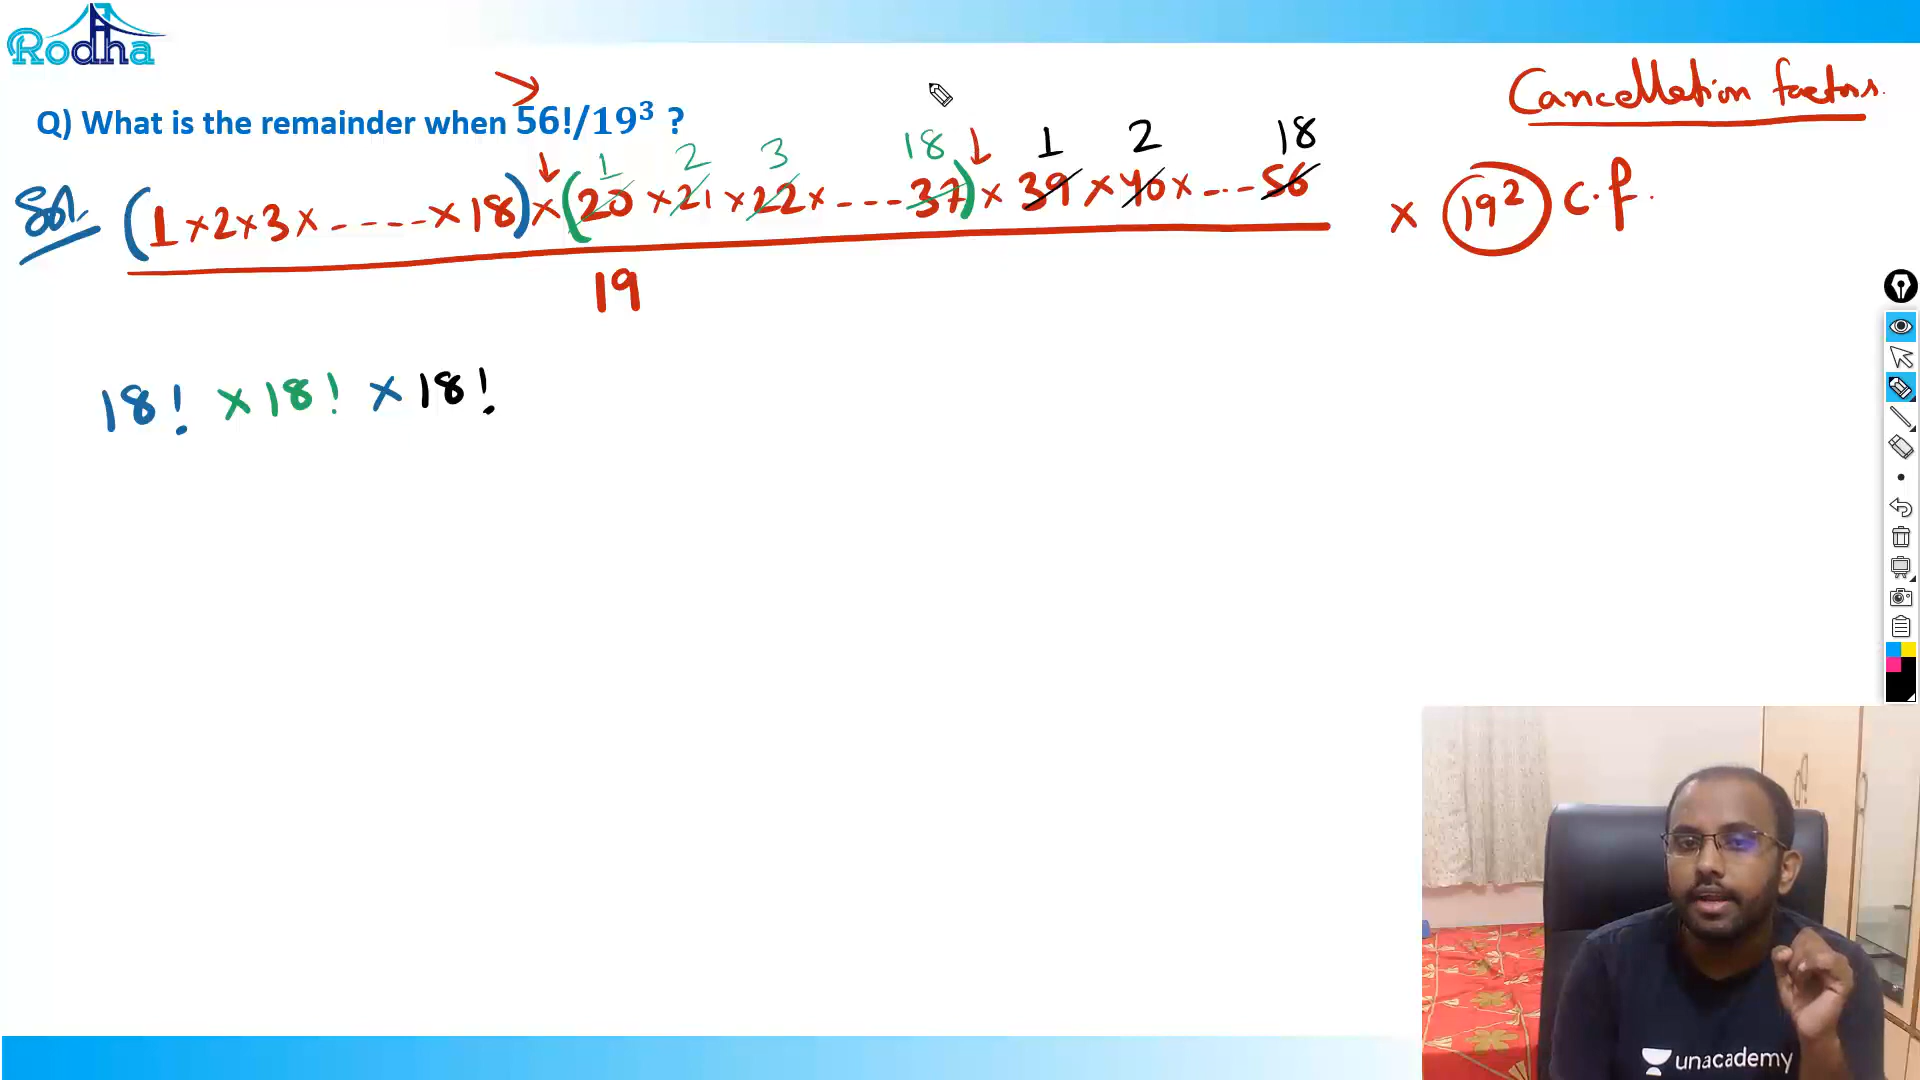 Rodha
Cancellation factors.
Q) What is the remainder when 56!/19³ ?
1 2 3 18 1 2 18
Sol. (1 × 2 × 3 × ----- × 18) × (20 × 21 × 22 × ---- 37) × 39 × 40 × ---- 56 × 19² C.f.
19
18! × 18! × 18!
unacademy